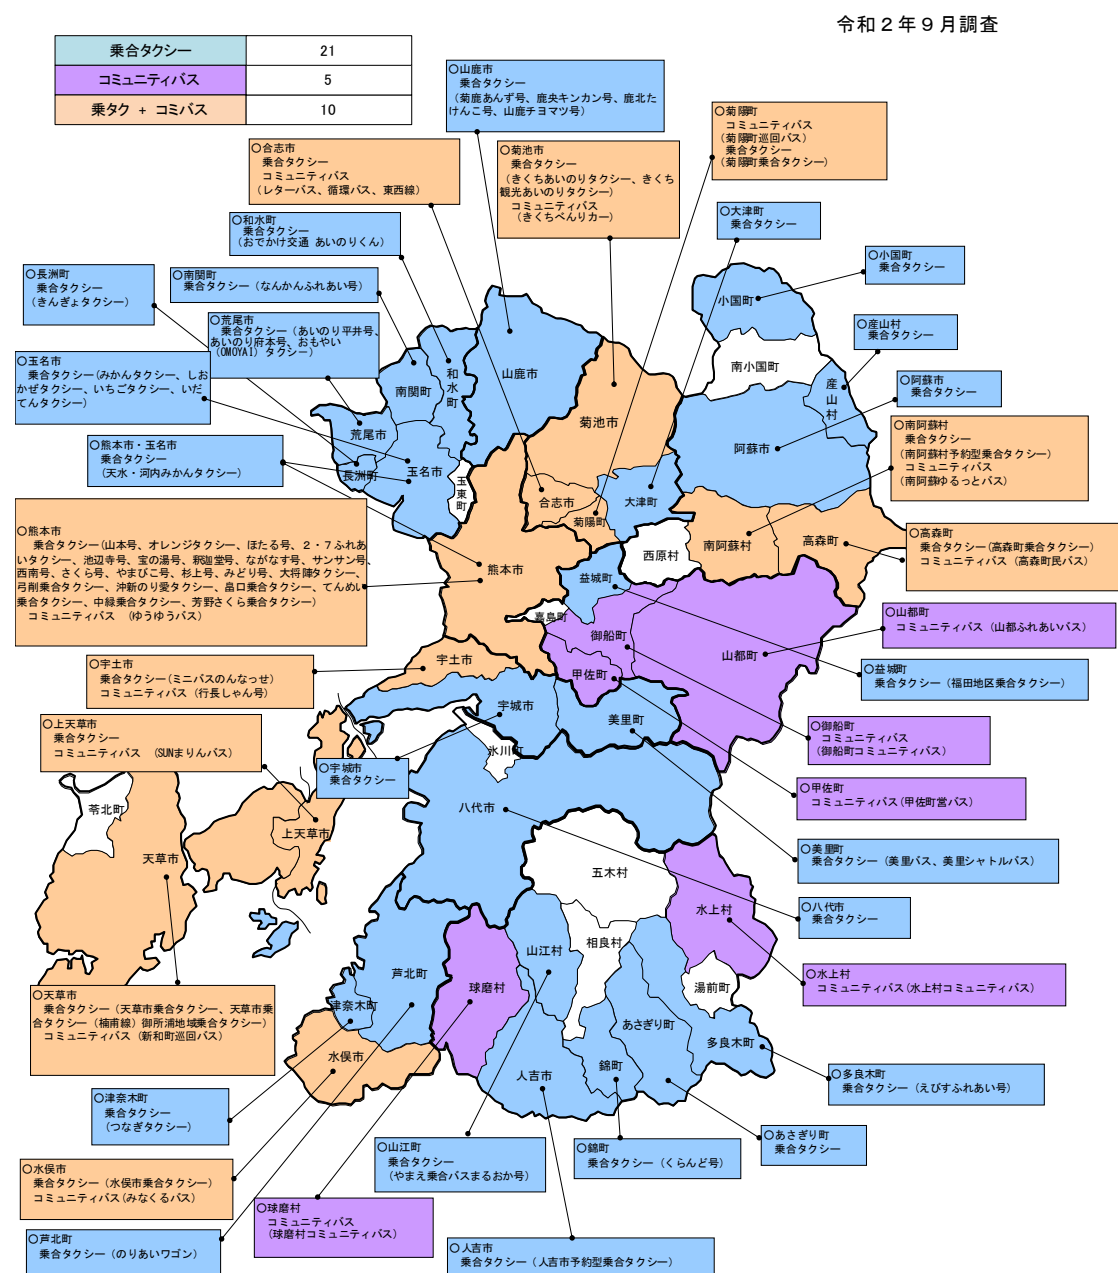 令和２年９月調査
乗合タクシー 21
コミュニティバス 5
乗タク + コミバス 10
○山鹿市
乗合タクシー
（菊鹿あんず号、鹿央キンカン号、鹿北た
けんこ号、山鹿チヨマツ号）
○菊陽町
コミュニティバス
（菊陽町巡回バス）
乗合タクシー
（菊陽町乗合タクシー）
○合志市
乗合タクシー
コミュニティバス
（レターバス、循環バス、東西線）
○菊池市
乗合タクシー
（きくちあいのりタクシー、きくち
観光あいのりタクシー）
コミュニティバス
（きくちべんりカー）
○大津町
乗合タクシー
○和水町
乗合タクシー
（おでかけ交通 あいのりくん）
○小国町
乗合タクシー
○長洲町
乗合タクシー
（きんぎょタクシー）
○南関町
乗合タクシー（なんかんふれあい号）
○荒尾市
乗合タクシー（あいのり平井号、
あいのり府本号、おもやい
（OMOYAI）タクシー）
○産山村
乗合タクシー
○玉名市
乗合タクシー（みかんタクシー、しお
かぜタクシー、いちごタクシー、いだ
てんタクシー）
○阿蘇市
乗合タクシー
○熊本市・玉名市
乗合タクシー
（天水・河内みかんタクシー）
○南阿蘇村
乗合タクシー
（南阿蘇村予約型乗合タクシー）
コミュニティバス
（南阿蘇ゆるっとバス）
○熊本市
乗合タクシー（山本号、オレンジタクシー、ほたる号、２・７ふれあ
いタクシー、池辺寺号、宝の湯号、釈迦堂号、ながなす号、サンサン号、
西南号、さくら号、やまびこ号、杉上号、みどり号、大将陣タクシー、
弓削乗合タクシー、沖新のり愛タクシー、畠口乗合タクシー、てんめい
乗合タクシー、中緑乗合タクシー、芳野さくら乗合タクシー）
コミュニティバス （ゆうゆうバス）
○高森町
乗合タクシー（高森町乗合タクシー）
コミュニティバス（高森町民バス）
○山都町
コミュニティバス（山都ふれあいバス）
○宇土市
乗合タクシー（ミニバスのんなっせ）
コミュニティバス（行長しゃん号）
○益城町
乗合タクシー（福田地区乗合タクシー）
○上天草市
乗合タクシー
コミュニティバス （SUNまりんバス）
○御船町
コミュニティバス
（御船町コミュニティバス）
○宇城市
乗合タクシー
○甲佐町
コミュニティバス（甲佐町営バス）
○美里町
乗合タクシー（美里バス、美里シャトルバス）
○八代市
乗合タクシー
○水上村
コミュニティバス（水上村コミュニティバス）
○天草市
乗合タクシー（天草市乗合タクシー、天草市乗
合タクシー（楠甫線）御所浦地域乗合タクシー）
コミュニティバス（新和町巡回バス）
○多良木町
乗合タクシー（えびすふれあい号）
○津奈木町
乗合タクシー
（つなぎタクシー）
○あさぎり町
乗合タクシー
○山江町
乗合タクシー
（やまえ乗合バスまるおか号）
○錦町
乗合タクシー（くらんど号）
○水俣市
乗合タクシー（水俣市乗合タクシー）
コミュニティバス（みなくるバス）
○球磨村
コミュニティバス
（球磨村コミュニティバス）
○芦北町
乗合タクシー（のりあいワゴン）
○人吉市
乗合タクシー（人吉市予約型乗合タクシー）
小国町
南小国町
産山村
山鹿市
和水町
南関町
菊池市
荒尾市
阿蘇市
長洲町
玉名市
玉東町
合志市
菊陽町
大津町
西原村
南阿蘇村
高森町
熊本市
益城町
嘉島町
御船町
山都町
甲佐町
宇土市
宇城市
美里町
氷川町
八代市
苓北町
天草市
上天草市
五木村
水上村
相良村
山江村
湯前町
芦北町
球磨村
津奈木町
あさぎり町
多良木町
水俣市
人吉市
錦町